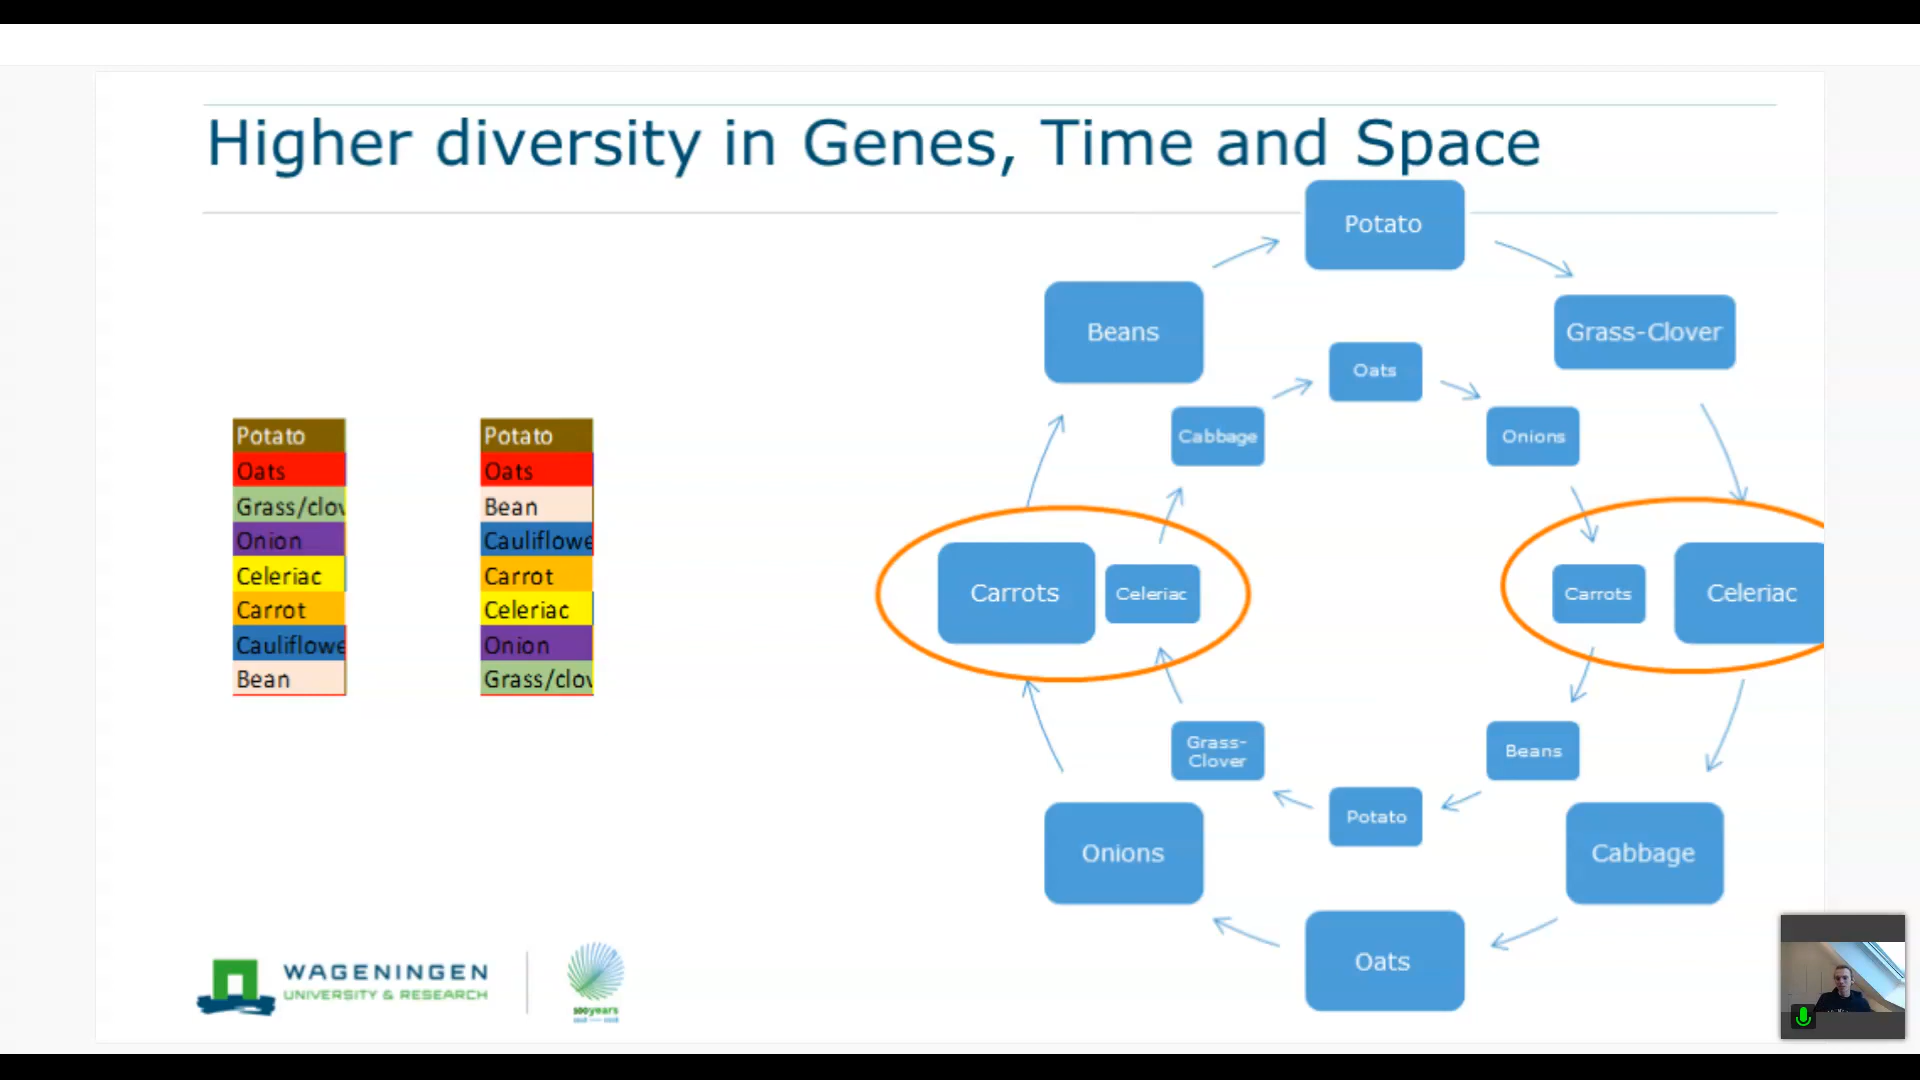 Higher diversity in Genes, Time and Space
Potato
Oats
Grass/clov
Onion
Celeriac
Carrot
Cauliflowe
Bean
Potato
Oats
Bean
Cauliflowe
Carrot
Celeriac
Onion
Grass/clov
Potato
Beans
Grass-Clover
Oats
Cabbage
Onions
Carrots
Celeriac
Carrots
Celeriac
Grass-
Clover
Beans
Potato
Onions
Cabbage
Oats
WAGENINGEN
UNIVERSITY & RESEARCH
100years